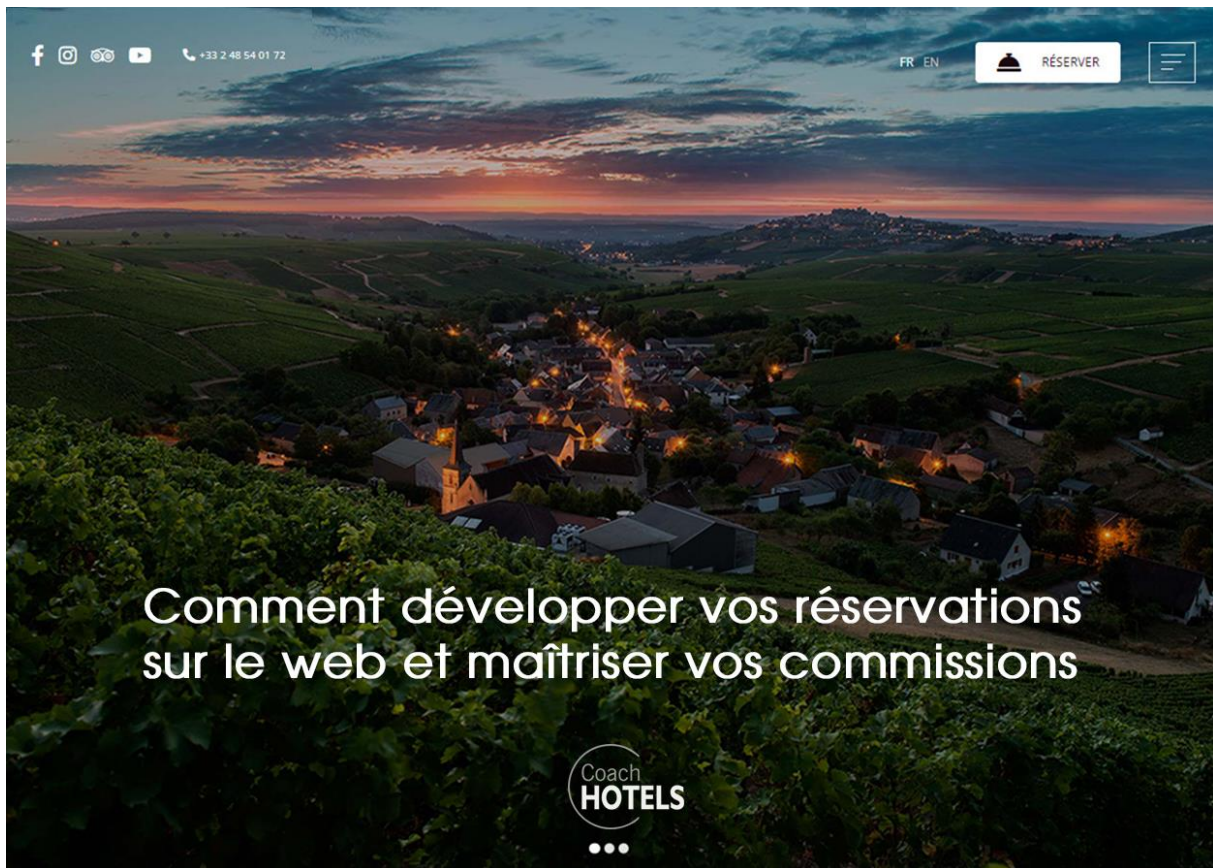 +33 2 48 54 01 72
FR EN
RÉSERVER
Comment développer vos réservations
sur le web et maîtriser vos commissions
Coach
HOTELS